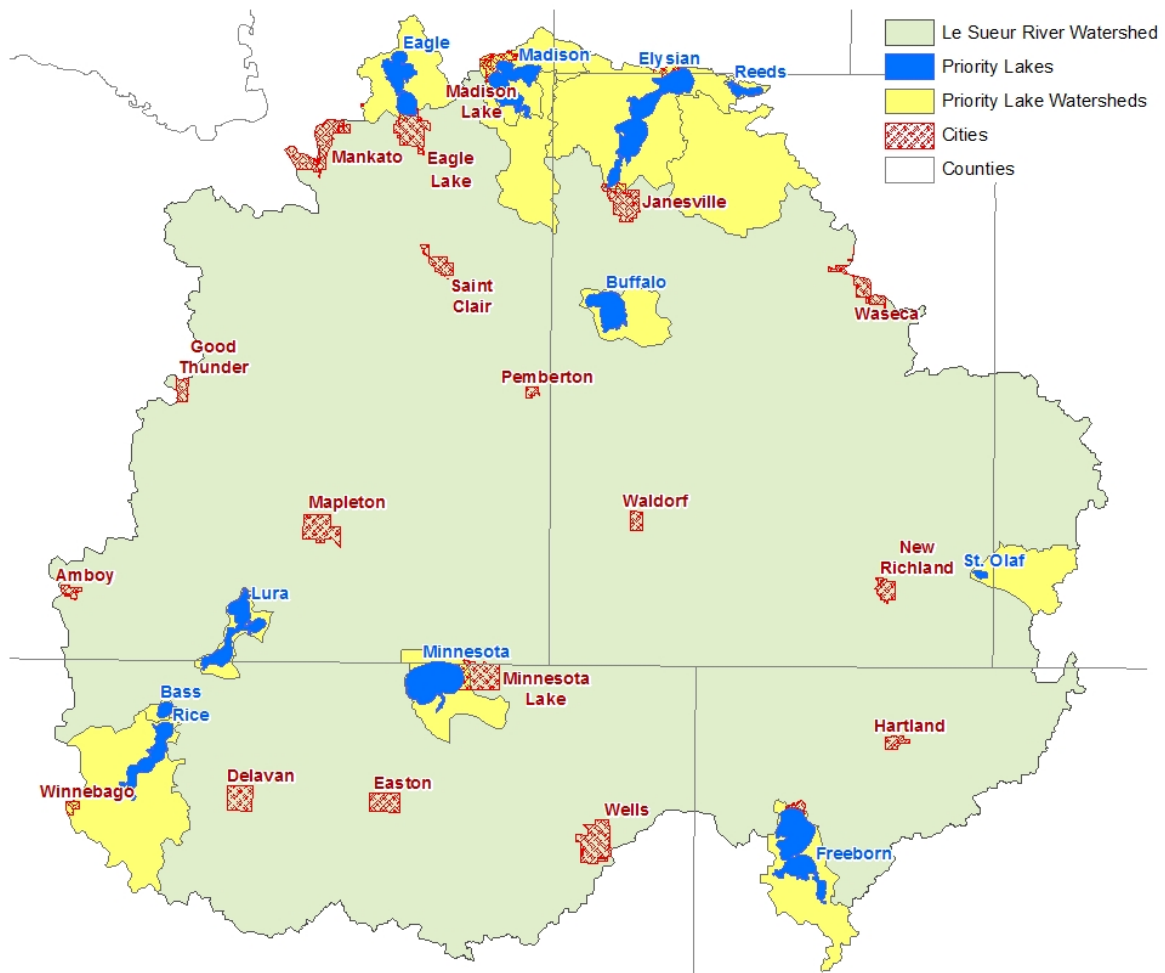 Eagle
Madison
Elysian
Reeds
Le Sueur River Watershed
Priority Lakes
Priority Lake Watersheds
Cities
Counties
Madison
Lake
Mankato
Eagle
Lake
Janesville
Saint
Clair
Buffalo
Waseca
Good
Thunder
Pemberton
Mapleton
Waldorf
New
Richland
St. Olaf
Amboy
Lura
Minnesota
Minnesota
Lake
Bass
Rice
Hartland
Winnebago
Delavan
Easton
Wells
Freeborn